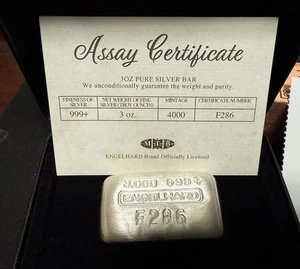 Assay Certificate
3OZ PURE SILVER BAR
We unconditionally guarantee the weight and purity.
FINENESS OF SILVER NET WEIGHT OF FINE SILVER (TROY OUNCES) MINTAGE CERTIFICATE NUMBER
999+ 3 oz. 4000 F286
ENGELHARD Brand Officially Licensed
3.000 999+
ENGELHARD
F286